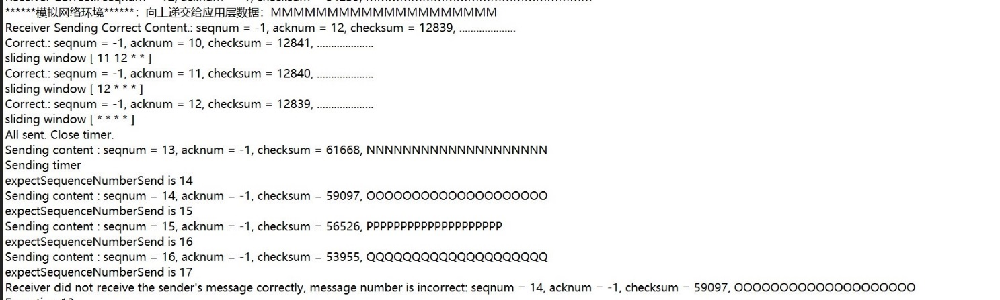 ******模拟网络环境******：向上递交给应用层数据：MMMMMMMMMMMMMMMMMMMM
Receiver Sending Correct Content.: seqnum = -1, acknum = 12, checksum = 12839, .....................
Correct.: seqnum = -1, acknum = 10, checksum = 12841, .....................
sliding window [ 11 12 * * ]
Correct.: seqnum = -1, acknum = 11, checksum = 12840, .....................
sliding window [ 12 * * * ]
Correct.: seqnum = -1, acknum = 12, checksum = 12839, .....................
sliding window [ * * * * ]
All sent. Close timer.
Sending content : seqnum = 13, acknum = -1, checksum = 61668, NNNNNNNNNNNNNNNNNNNNN
Sending timer
expectSequenceNumberSend is 14
Sending content : seqnum = 14, acknum = -1, checksum = 59097, OOOOOOOOOOOOOOOOOOOO
expectSequenceNumberSend is 15
Sending content : seqnum = 15, acknum = -1, checksum = 56526, PPPPPPPPPPPPPPPPPPPP
expectSequenceNumberSend is 16
Sending content : seqnum = 16, acknum = -1, checksum = 53955, QQQQQQQQQQQQQQQQQQQQ
expectSequenceNumberSend is 17
Receiver did not receive the sender's message correctly, message number is incorrect: seqnum = 14, acknum = -1, checksum = 59097, OOOOOOOOOOOOOOOOOOOO